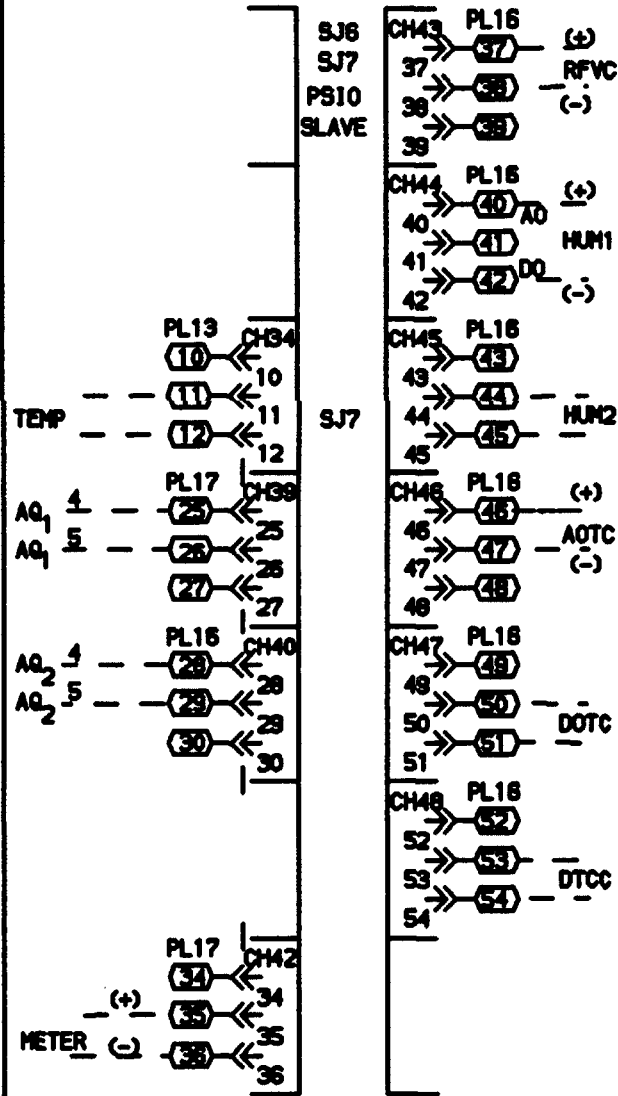 SJ6
SJ7
PSIO
SLAVE
CH43 PL16
37 37 (+)
RFVC
38 38 (-)
39 39
CH44 PL16
40 40 AO (+)
41 41 HUM1
42 42 DO (-)
PL13 CH34
10 10
TEMP 11 11
12 12
SJ7
CH45 PL16
43 43
44 44 HUM2
45 45
PL17 CH39
AQ1 4 25 25
AQ1 5 26 26
27 27
CH46 PL16
46 46 (+)
AOTC
47 47 (-)
48 48
PL16 CH40
AQ2 4 28 28
AQ2 5 29 29
30 30
CH47 PL16
49 49
50 50 DOTC
51 51
CH48 PL16
52 52
53 53 DTCC
54 54
PL17 CH42
34 34
(+) 35 35
METER (-) 36 36